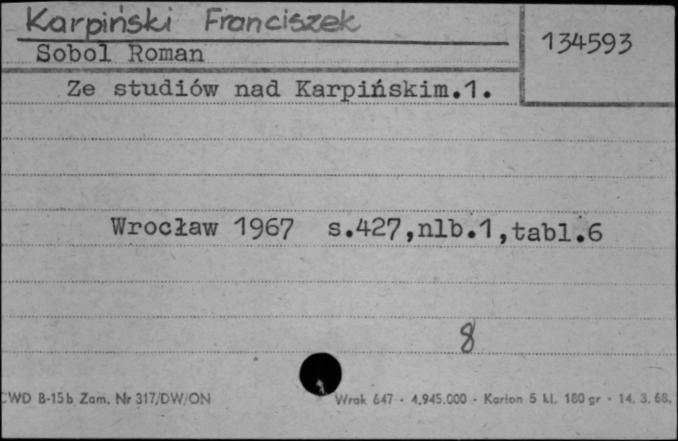 Karpiński Franciszek
134593
Sobol Roman
Ze studiów nad Karpińskim.1.
Wrocław 1967 s.427,nlb.1,tabl.6
8
CWD B-15b Zam. Nr 317/DW/ON Wrak 647 - 4.945.000 - Karton 5 kl. 180 gr - 14. 3. 68.